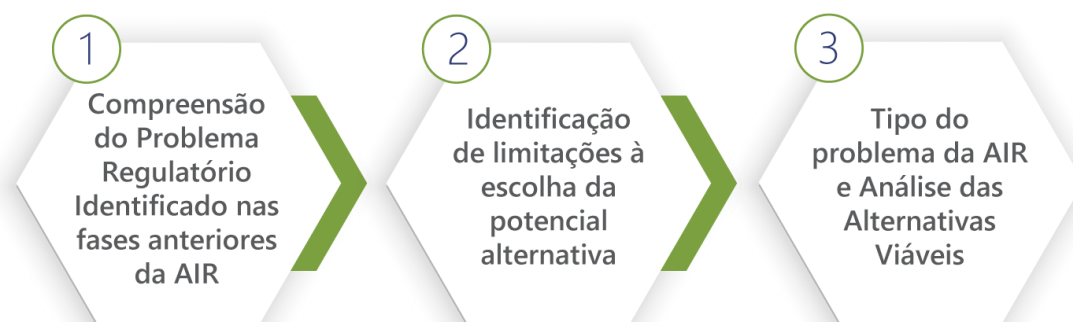 1
Compreensão
do Problema
Regulatório
Identificado nas
fases anteriores
da AIR
2
Identificação
de limitações à
escolha da
potencial
alternativa
3
Tipo do
problema da AIR
e Análise das
Alternativas
Viáveis